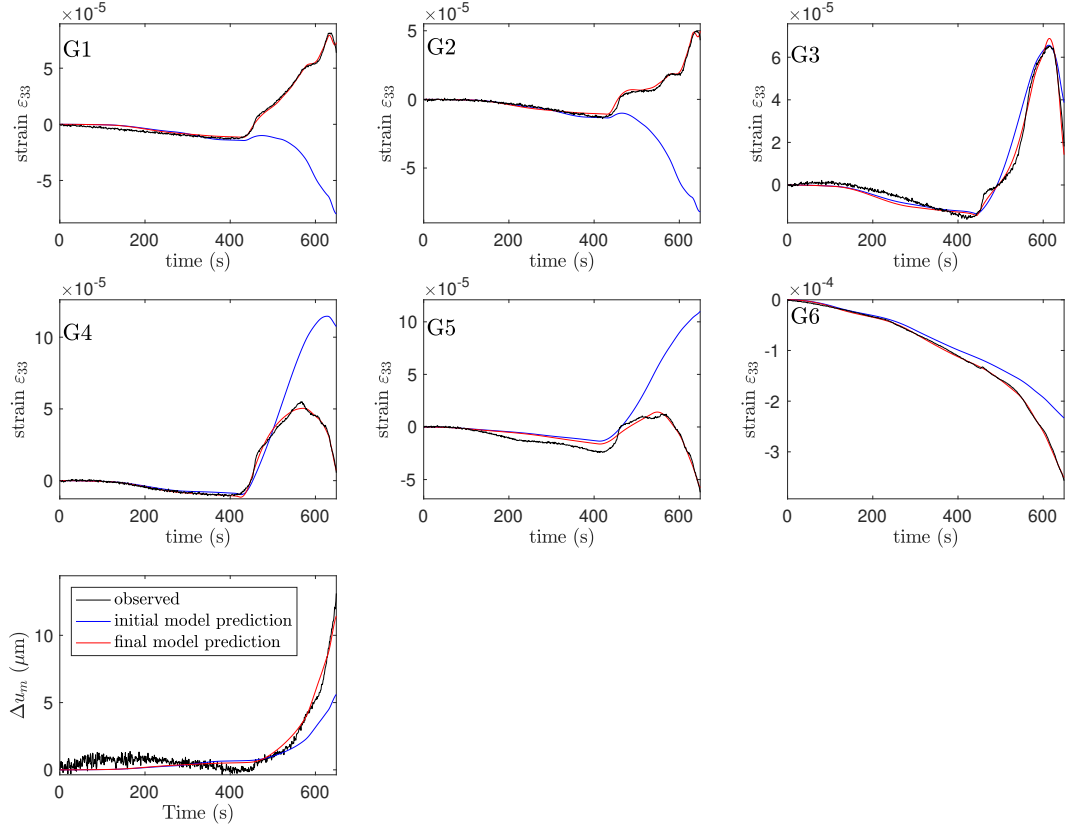 ×10⁻⁵
G1
strain ε₃₃
5
0
-5
0 200 400 600
time (s)
5 ×10⁻⁵
G2
strain ε₃₃
0
-5
0 200 400 600
time (s)
×10⁻⁵
G3
strain ε₃₃
6
4
2
0
0 200 400 600
time (s)
×10⁻⁵
G4
strain ε₃₃
10
5
0
0 200 400 600
time (s)
×10⁻⁵
G5
strain ε₃₃
10
5
0
-5
0 200 400 600
time (s)
×10⁻⁴
G6
strain ε₃₃
0
-1
-2
-3
0 200 400 600
time (s)
observed
initial model prediction
final model prediction
Δuₘ (μm)
10
5
0
0 200 400 600
Time (s)